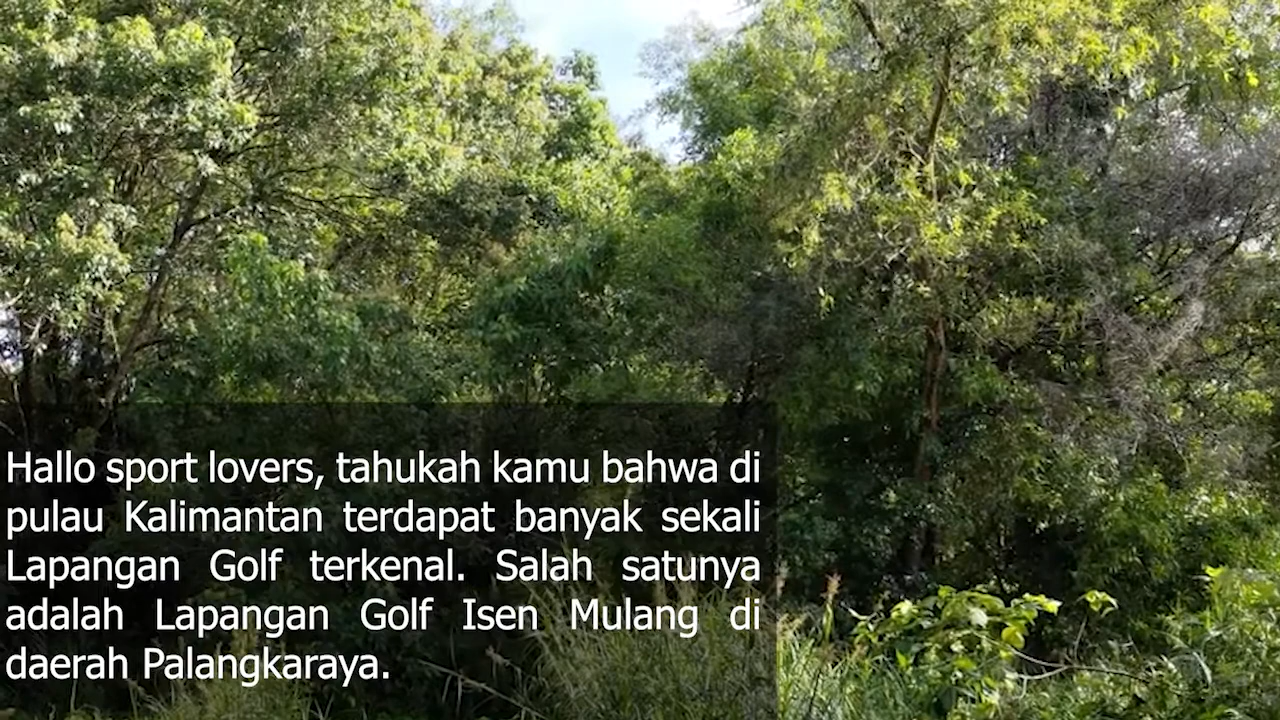 Hallo sport lovers, tahukah kamu bahwa di
pulau Kalimantan terdapat banyak sekali
Lapangan Golf terkenal. Salah satunya
adalah Lapangan Golf Isen Mulang di
daerah Palangkaraya.